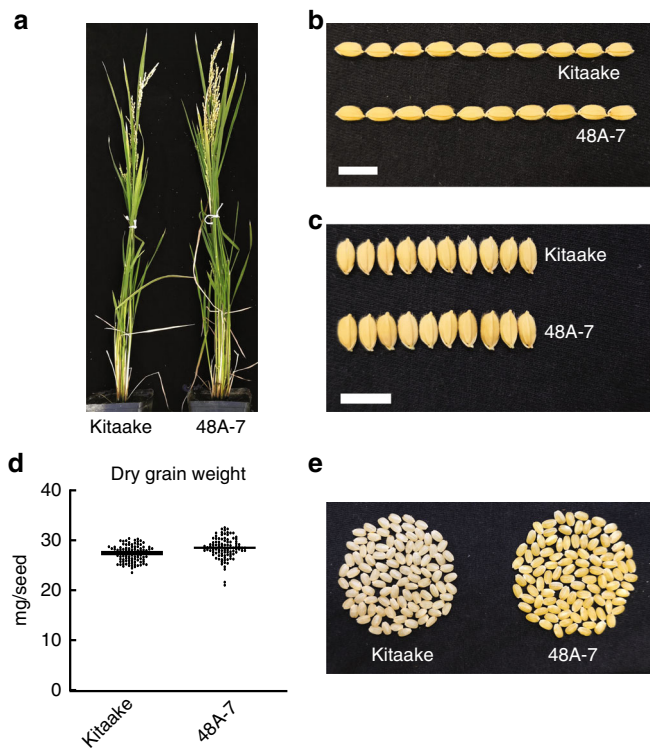 a
Kitaake 48A-7
b
Kitaake
48A-7
c
Kitaake
48A-7
d
Dry grain weight
mg/seed
40
30
20
10
0
Kitaake
48A-7
e
Kitaake 48A-7